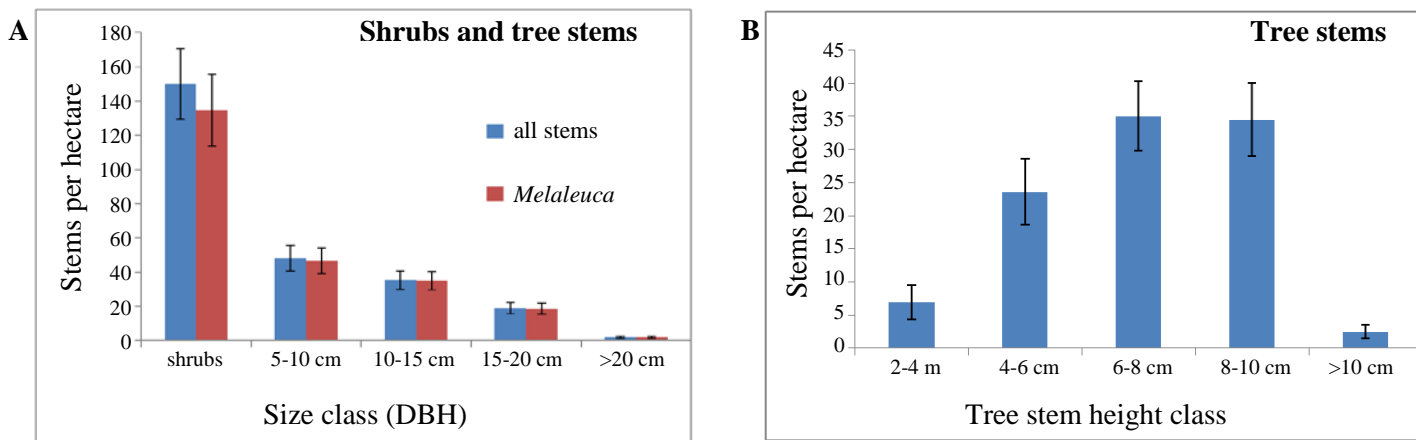 A
Shrubs and tree stems
Stems per hectare
180
160
140
120
100
80
60
40
20
0
all stems
Melaleuca
shrubs 5-10 cm 10-15 cm 15-20 cm >20 cm
Size class (DBH)
B
Tree stems
Stems per hectare
45
40
35
30
25
20
15
10
5
0
2-4 m 4-6 cm 6-8 cm 8-10 cm >10 cm
Tree stem height class